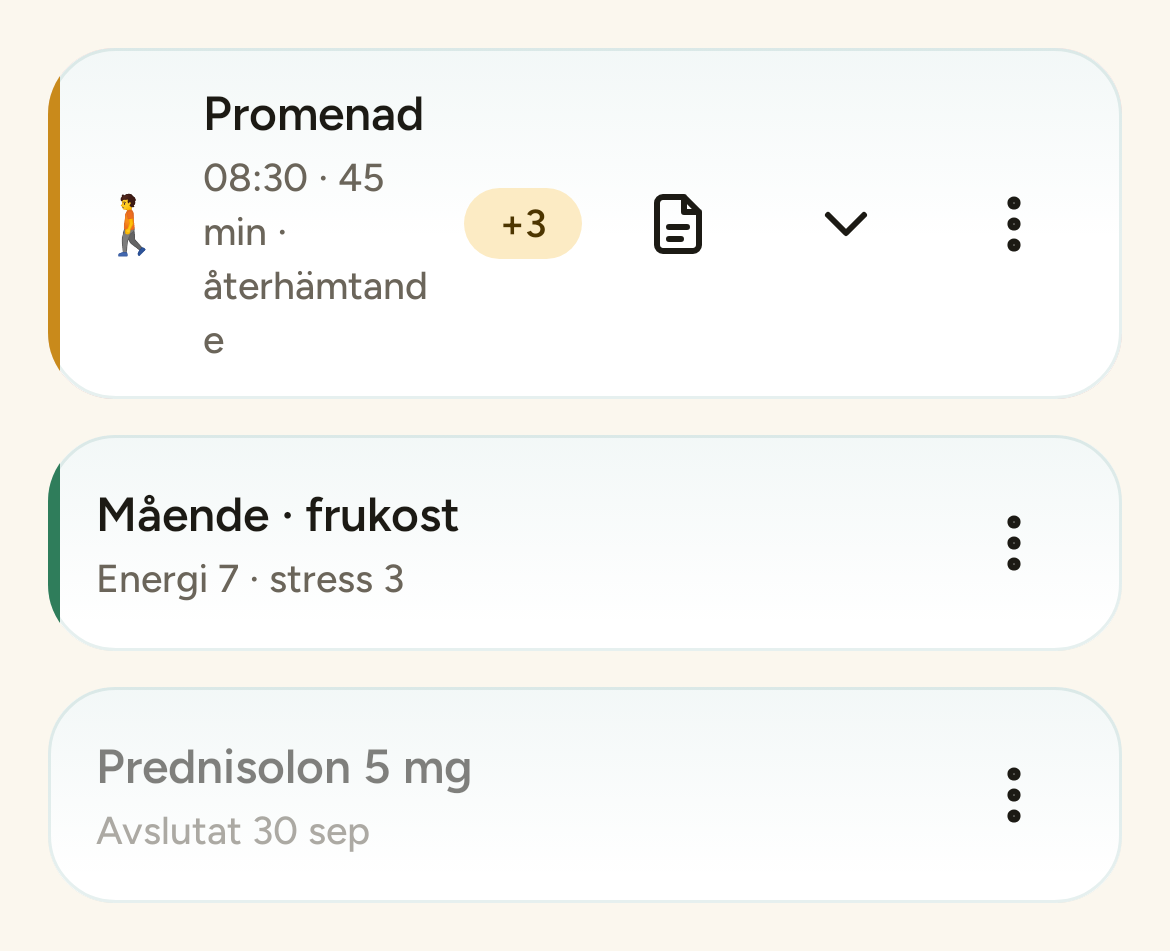 Promenad
08:30 · 45
min ·
återhämtand
e
+3
Mående · frukost
Energi 7 · stress 3
Prednisolon 5 mg
Avslutat 30 sep